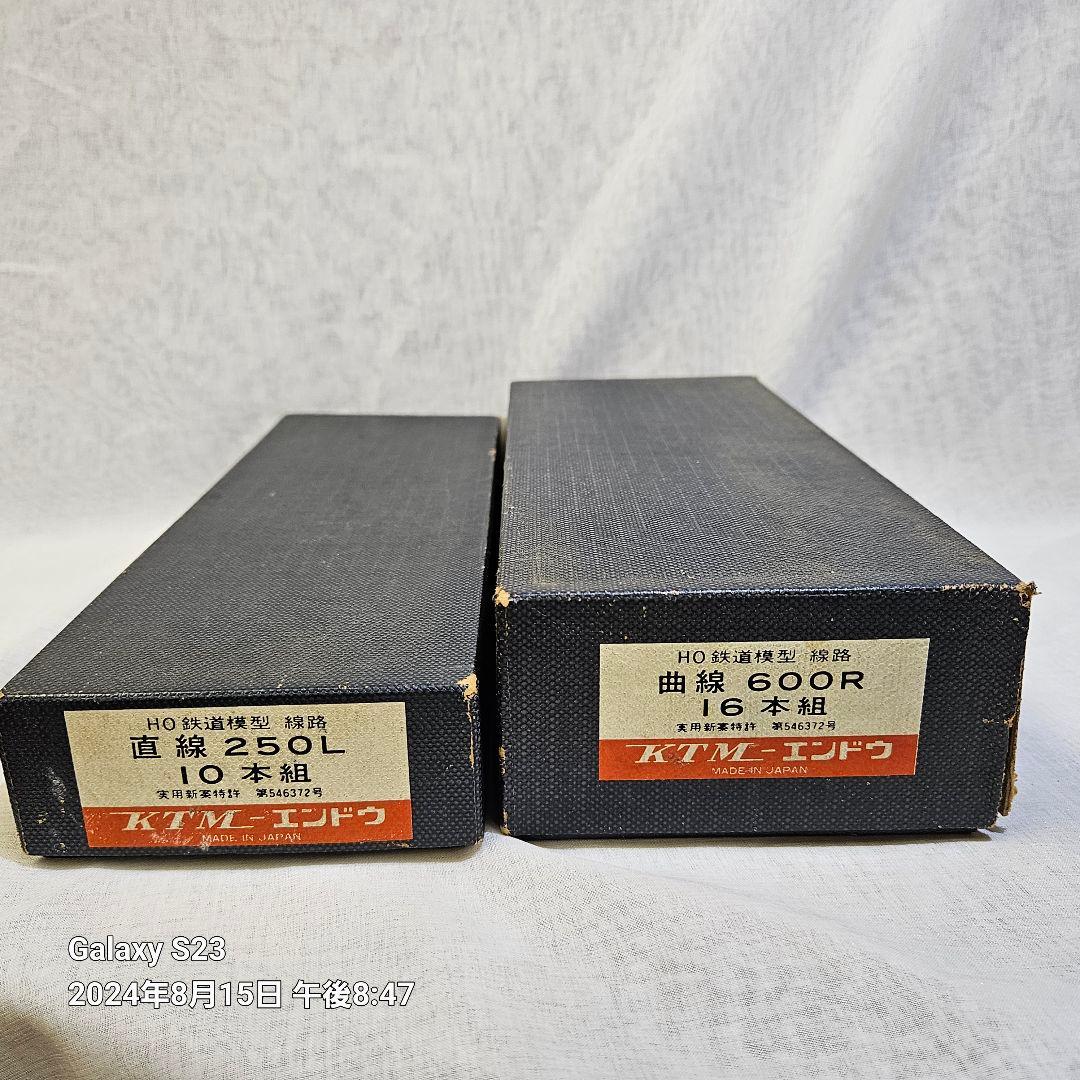 HO 鉄道模型 線路
直線 250L
10本組
実用新案特許 第546372号
KTM-エンドウ
MADE IN JAPAN
HO 鉄道模型 線路
曲線 600R
16本組
実用新案特許 第546372号
KTM-エンドウ
MADE IN JAPAN
Galaxy S23
2024年8月15日 午後8:47